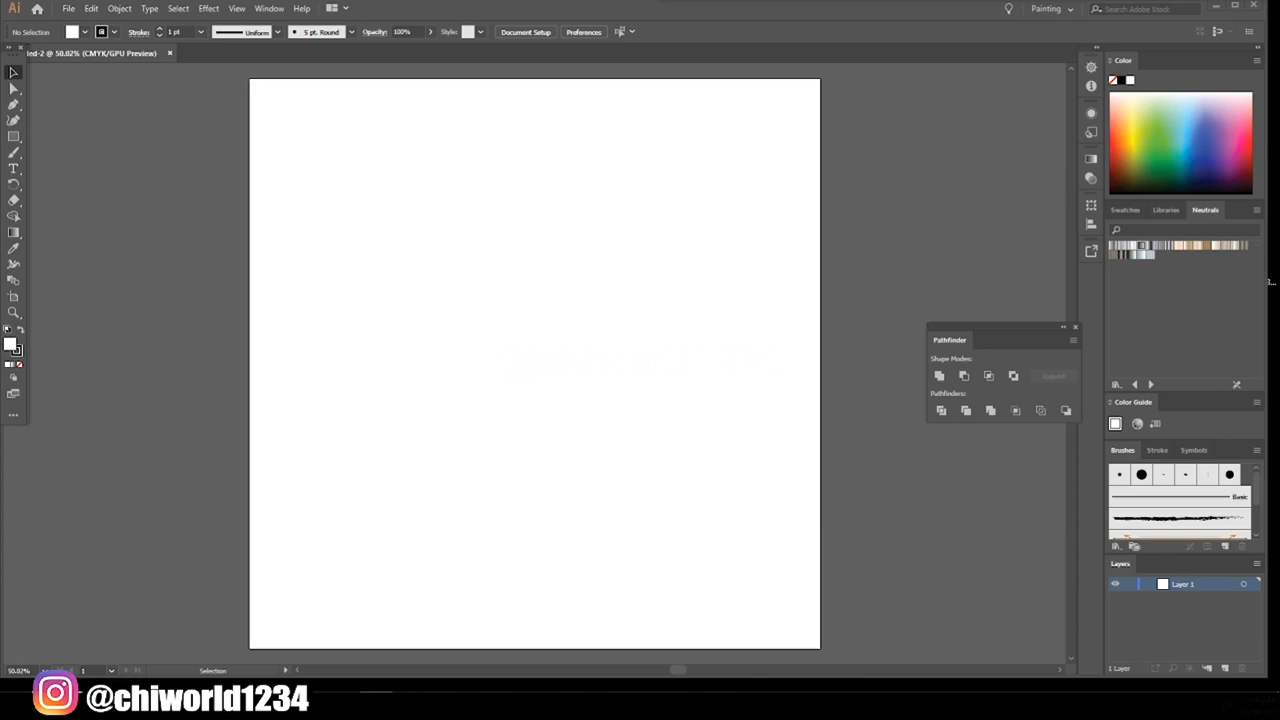 Ai File Edit Object Type Select Effect View Window Help Painting Search Adobe Stock
No Selection Stroke: 1 pt Uniform 5 pt. Round Opacity: 100% Style: Document Setup Preferences
led-2 @ 50.02% (CMYK/GPU Preview)
Color
Swatches Libraries Neutrals
Pathfinder
Shape Modes:
Expand
Pathfinders:
Color Guide
Brushes Stroke Symbols
Basic
Layers
Layer 1
50.02% 1 Selection 1 Layer
@chiworld1234